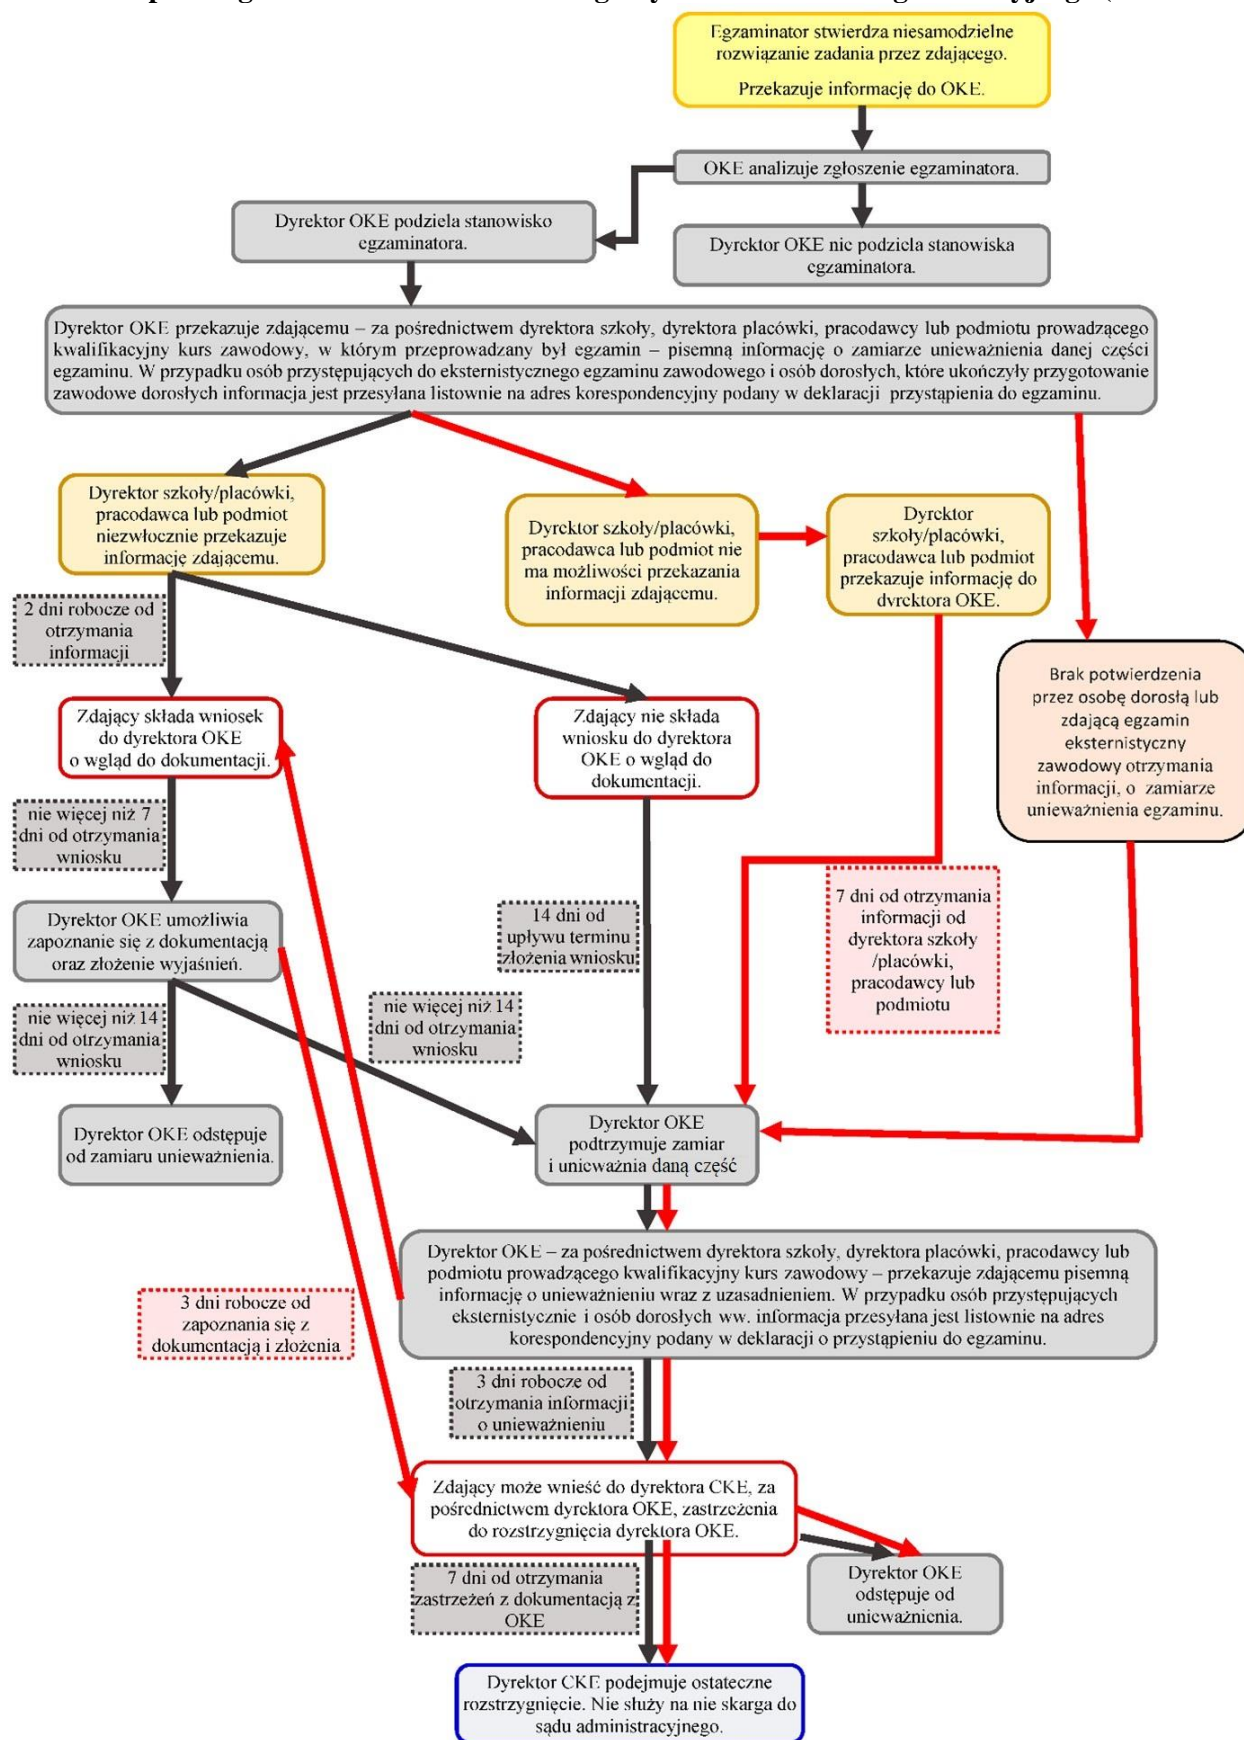 Egzaminator stwierdza niesamodzielne
rozwiązanie zadania przez zdającego.
Przekazuje informację do OKE.
OKE analizuje zgłoszenie egzaminatora.
Dyrektor OKE podziela stanowisko
egzaminatora.
Dyrektor OKE nie podziela stanowiska
egzaminatora.
Dyrektor OKE przekazuje zdającemu – za pośrednictwem dyrektora szkoły, dyrektora placówki, pracodawcy lub podmiotu prowadzącego
kwalifikacyjny kurs zawodowy, w którym przeprowadzany był egzamin – pisemną informację o zamiarze unieważnienia danej części
egzaminu. W przypadku osób przystępujących do eksternistycznego egzaminu zawodowego i osób dorosłych, które ukończyły przygotowanie
zawodowe dorosłych informacja jest przesyłana listownie na adres korespondencyjny podany w deklaracji przystąpienia do egzaminu.
Dyrektor szkoły/placówki,
pracodawca lub podmiot
niezwłocznie przekazuje
informację zdającemu.
Dyrektor szkoły/placówki,
pracodawca lub podmiot nie
ma możliwości przekazania
informacji zdającemu.
Dyrektor
szkoły/placówki,
pracodawca lub podmiot
przekazuje informację do
dyrektora OKE.
2 dni robocze od
otrzymania
informacji
Brak potwierdzenia
przez osobę dorosłą lub
zdającą egzamin
eksternistyczny
zawodowy otrzymania
informacji, o zamiarze
unieważnienia egzaminu.
Zdający składa wniosek
do dyrektora OKE
o wgląd do dokumentacji.
Zdający nie składa
wniosku do dyrektora
OKE o wgląd do
dokumentacji.
nie więcej niż 7
dni od otrzymania
wniosku
7 dni od otrzymania
informacji od
dyrektora szkoły
/placówki,
pracodawcy lub
podmiotu
Dyrektor OKE umożliwia
zapoznanie się z dokumentacją
oraz złożenie wyjaśnień.
14 dni od
upływu terminu
złożenia wniosku
nie więcej niż 14
dni od otrzymania
wniosku
nie więcej niż 14
dni od otrzymania
wniosku
Dyrektor OKE odstępuje
od zamiaru unieważnienia.
Dyrektor OKE
podtrzymuje zamiar
i unieważnia daną część
Dyrektor OKE – za pośrednictwem dyrektora szkoły, dyrektora placówki, pracodawcy lub
podmiotu prowadzącego kwalifikacyjny kurs zawodowy – przekazuje zdającemu pisemną
informację o unieważnieniu wraz z uzasadnieniem. W przypadku osób przystępujących
eksternistycznie i osób dorosłych ww. informacja przesyłana jest listownie na adres
korespondencyjny podany w deklaracji o przystąpieniu do egzaminu.
3 dni robocze od
zapoznania się z
dokumentacją i złożenia
3 dni robocze od
otrzymania informacji
o unieważnieniu
Zdający może wnieść do dyrektora CKE, za
pośrednictwem dyrektora OKE, zastrzeżenia
do rozstrzygnięcia dyrektora OKE.
7 dni od otrzymania
zastrzeżeń z dokumentacją z
OKE
Dyrektor OKE
odstępuje od
unieważnienia.
Dyrektor CKE podejmuje ostateczne
rozstrzygnięcie. Nie służy na nie skarga do
sądu administracyjnego.